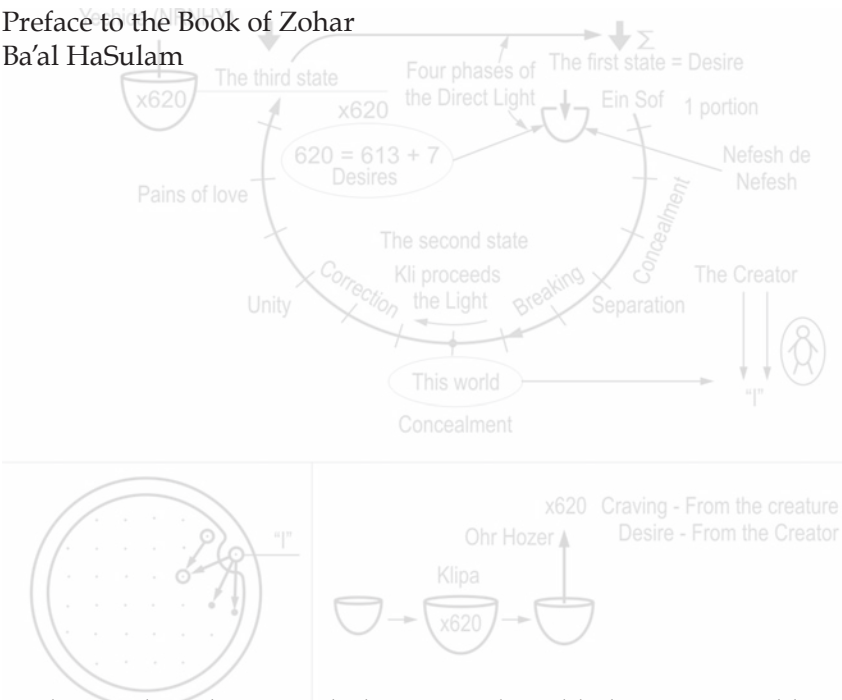 Preface to the Book of Zohar
Ba’al HaSulam
(NRNHY)
x620
The third state
x620
620 = 613 + 7
Desires
Four phases of
the Direct Light
Σ
The first state = Desire
Ein Sof
1 portion
Nefesh de
Nefesh
Pains of love
Concealment
The second state
Kli proceeds
the Light
Correction
Breaking
Unity
Separation
The Creator
"I"
This world
Concealment
"I"
x620 Craving - From the creature
Desire - From the Creator
Ohr Hozer
Klipa
x620